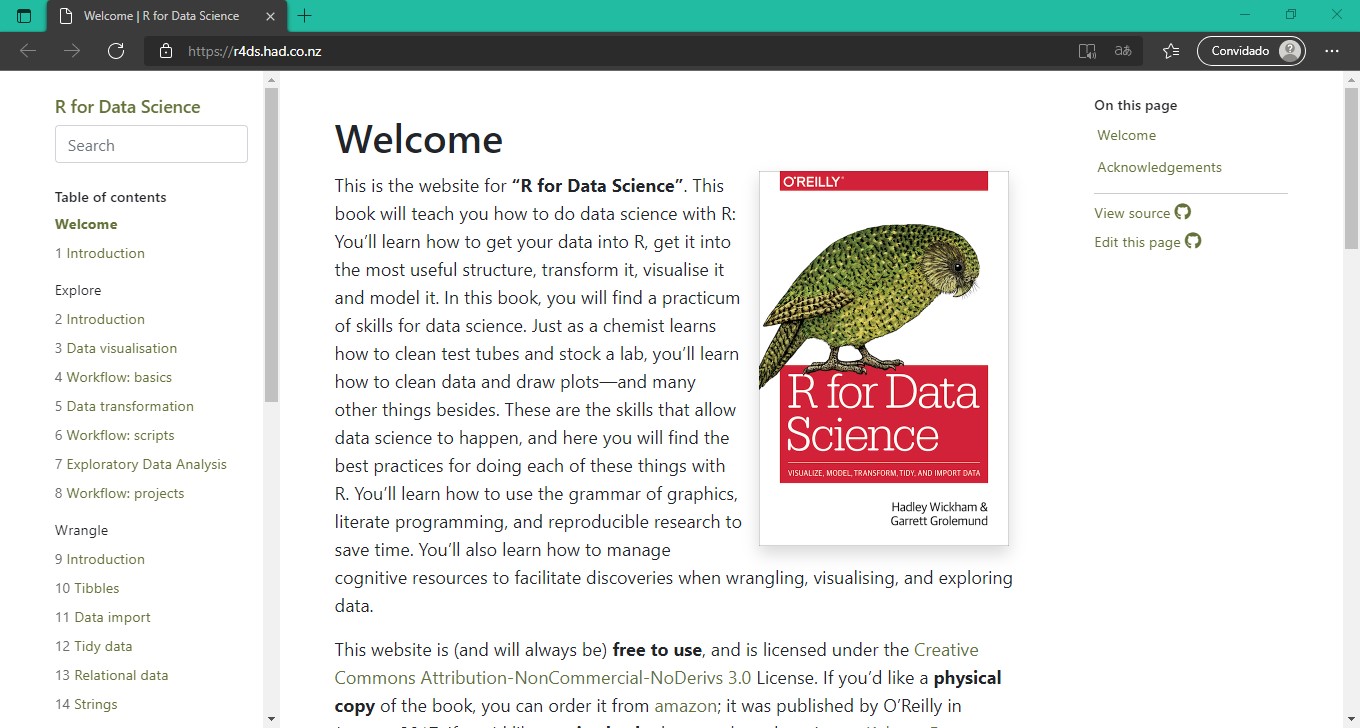 Welcome | R for Data Science
https://r4ds.had.co.nz
aあ
Convidado
R for Data Science
Search
Table of contents
Welcome
1 Introduction
Explore
2 Introduction
3 Data visualisation
4 Workflow: basics
5 Data transformation
6 Workflow: scripts
7 Exploratory Data Analysis
8 Workflow: projects
Wrangle
9 Introduction
10 Tibbles
11 Data import
12 Tidy data
13 Relational data
14 Strings
Welcome
This is the website for “R for Data Science”. This
book will teach you how to do data science with R:
You’ll learn how to get your data into R, get it into
the most useful structure, transform it, visualise it
and model it. In this book, you will find a practicum
of skills for data science. Just as a chemist learns
how to clean test tubes and stock a lab, you’ll learn
how to clean data and draw plots—and many
other things besides. These are the skills that allow
data science to happen, and here you will find the
best practices for doing each of these things with
R. You’ll learn how to use the grammar of graphics,
literate programming, and reproducible research to
save time. You’ll also learn how to manage
cognitive resources to facilitate discoveries when wrangling, visualising, and exploring
data.
This website is (and will always be) free to use, and is licensed under the Creative
Commons Attribution-NonCommercial-NoDerivs 3.0 License. If you’d like a physical
copy of the book, you can order it from amazon; it was published by O’Reilly in
O'REILLY®
R for Data
Science
VISUALIZE, MODEL, TRANSFORM, TIDY, AND IMPORT DATA
Hadley Wickham &
Garrett Grolemund
On this page
Welcome
Acknowledgements
View source
Edit this page